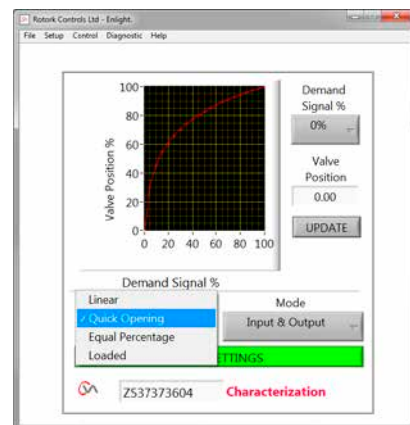 Rotork Controls Ltd - Enlight.
File Setup Control Diagnostic Help
100
80
60
40
20
0
Valve Position %
0 20 40 60 80 100
Demand Signal %
Demand
Signal %
0%
Valve
Position
0.00
UPDATE
Linear
✓ Quick Opening
Equal Percentage
Loaded
Mode
Input & Output
TTINGS
ZS37373604
Characterization